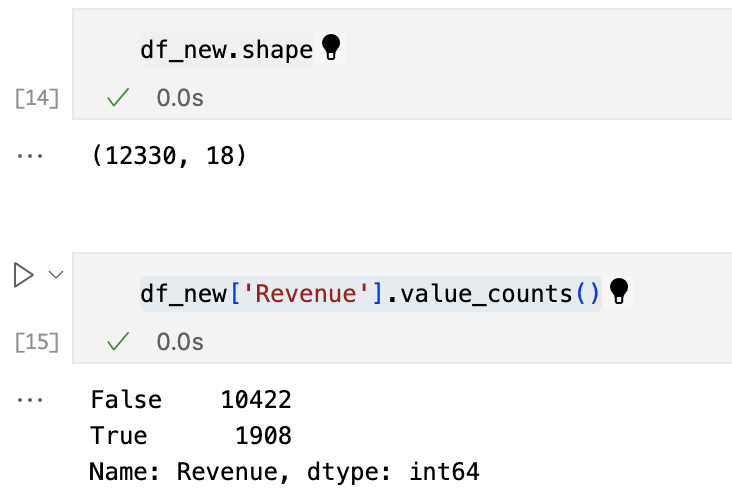 df_new.shape
[14] 0.0s
... (12330, 18)
df_new['Revenue'].value_counts()
[15] 0.0s
... False    10422
True      1908
Name: Revenue, dtype: int64